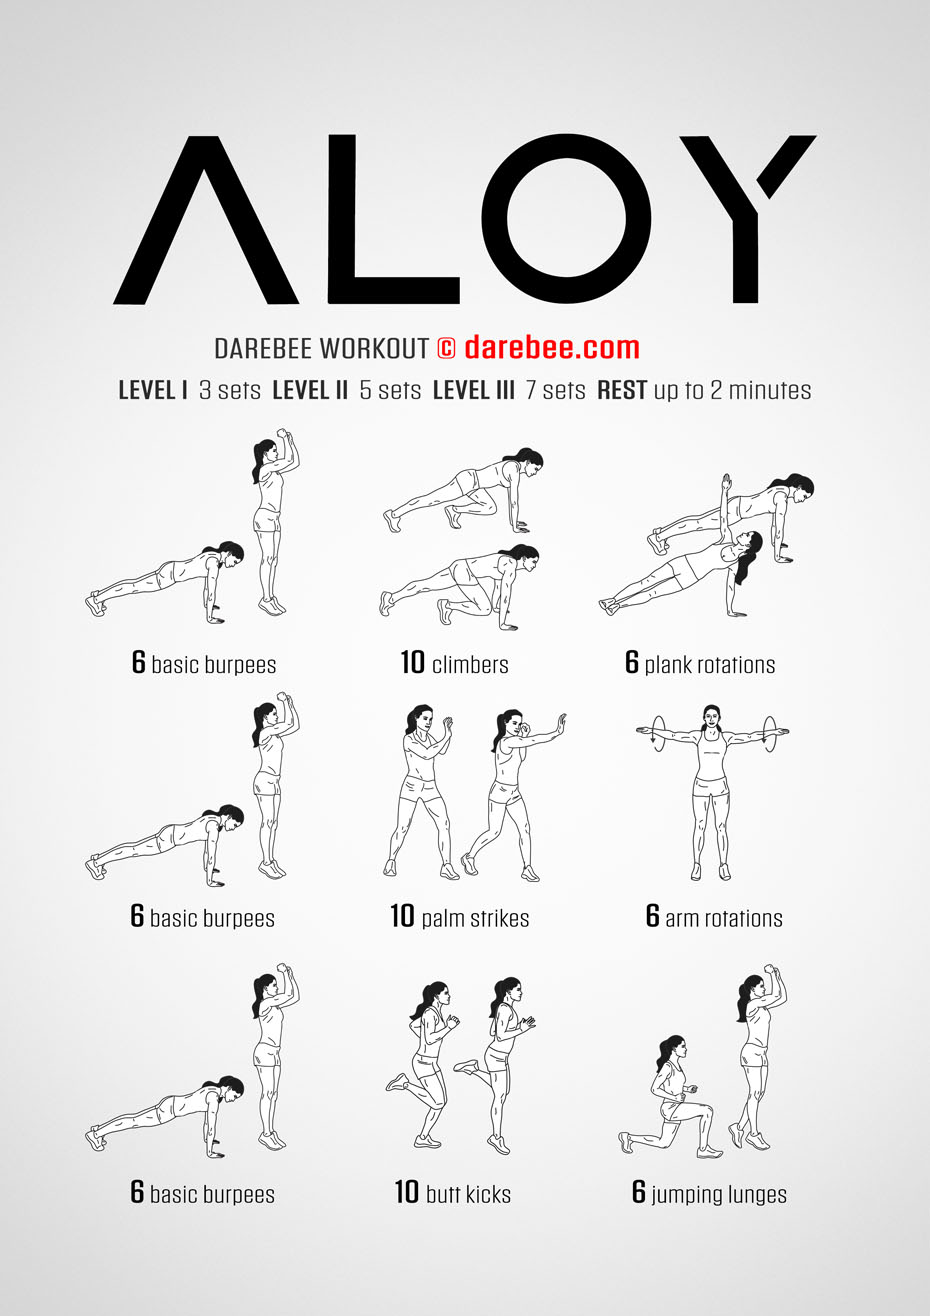 ALOY
DAREBEE WORKOUT © darebee.com
LEVEL I 3 sets LEVEL II 5 sets LEVEL III 7 sets REST up to 2 minutes
6 basic burpees
10 climbers
6 plank rotations
6 basic burpees
10 palm strikes
6 arm rotations
6 basic burpees
10 butt kicks
6 jumping lunges